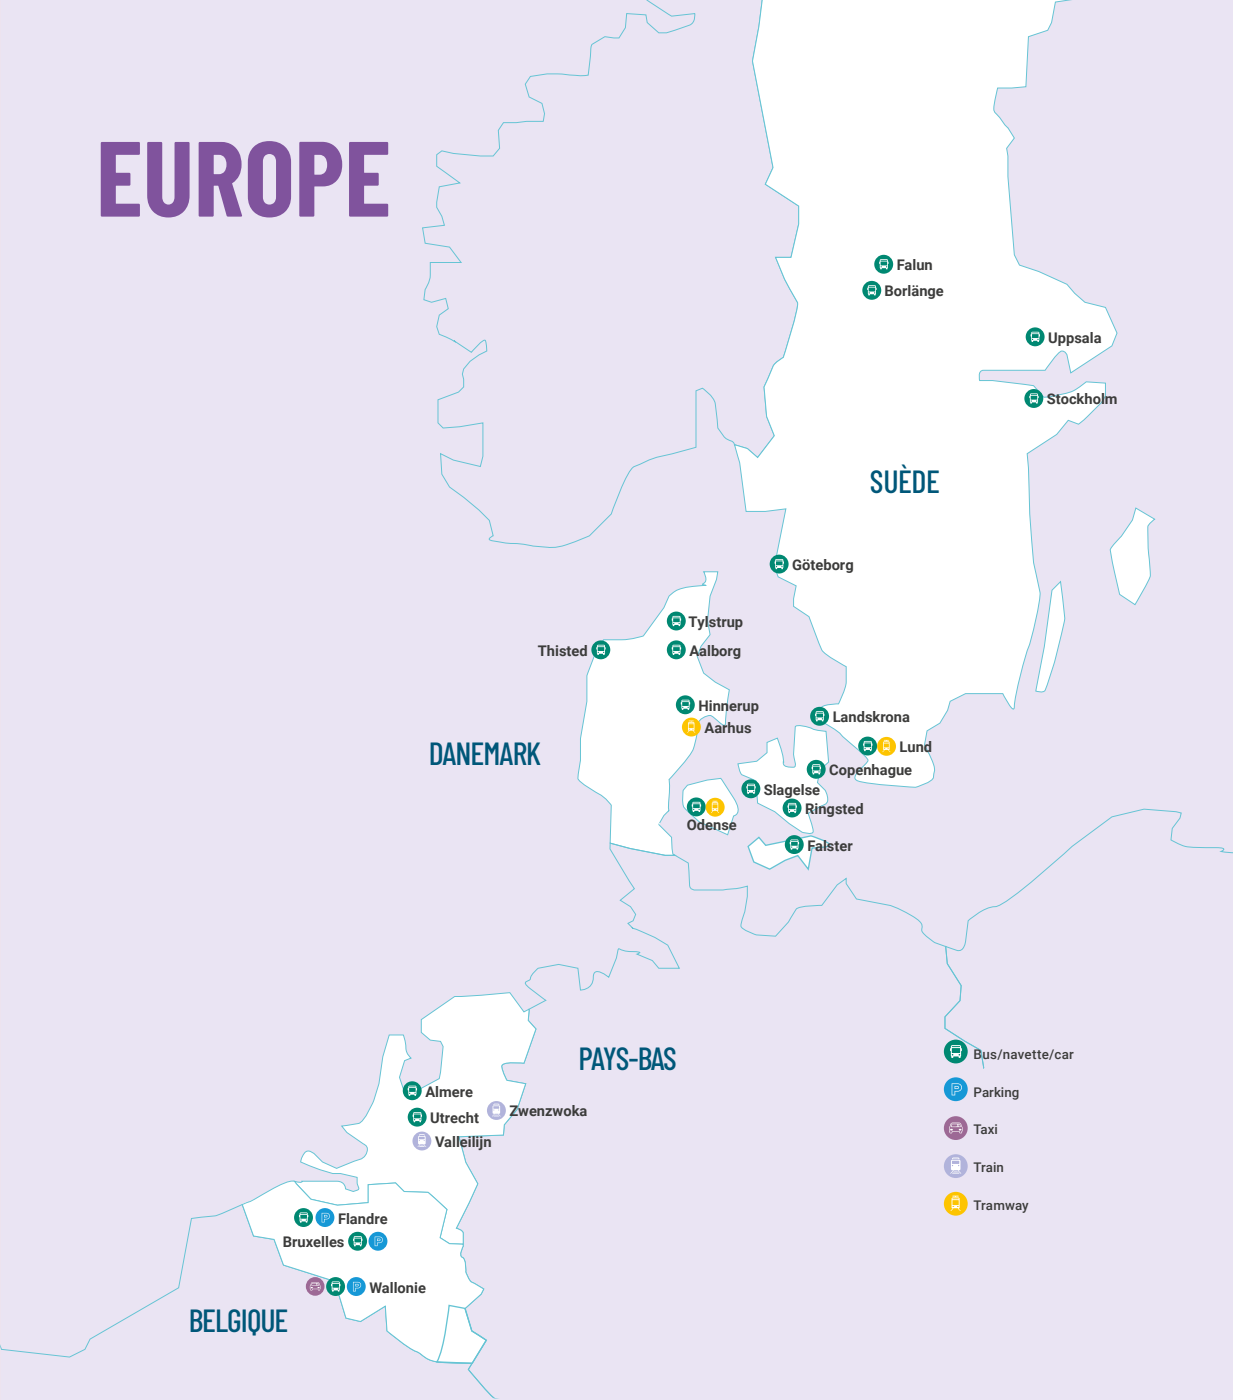 EUROPE
Falun
Borlänge
Uppsala
Stockholm
SUÈDE
Göteborg
Tylstrup
Thisted
Aalborg
Hinnerup
Aarhus
Landskrona
DANEMARK
Lund
Copenhague
Slagelse
Ringsted
Odense
Falster
PAYS-BAS
Almere
Zwenzwoka
Utrecht
Valleilijn
Flandre
Bruxelles
Wallonie
BELGIQUE
Bus/navette/car
Parking
Taxi
Train
Tramway